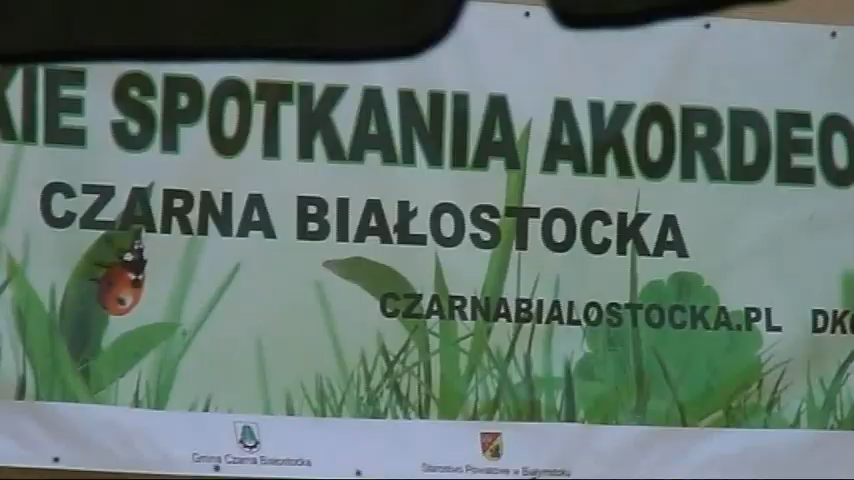 KIE SPOTKANIA AKORDEO
CZARNA BIAŁOSTOCKA
CZARNABIALOSTOCKA.PL DK
Gmina Czarna Białostocka
Starostwo Powiatowe w Białymstoku